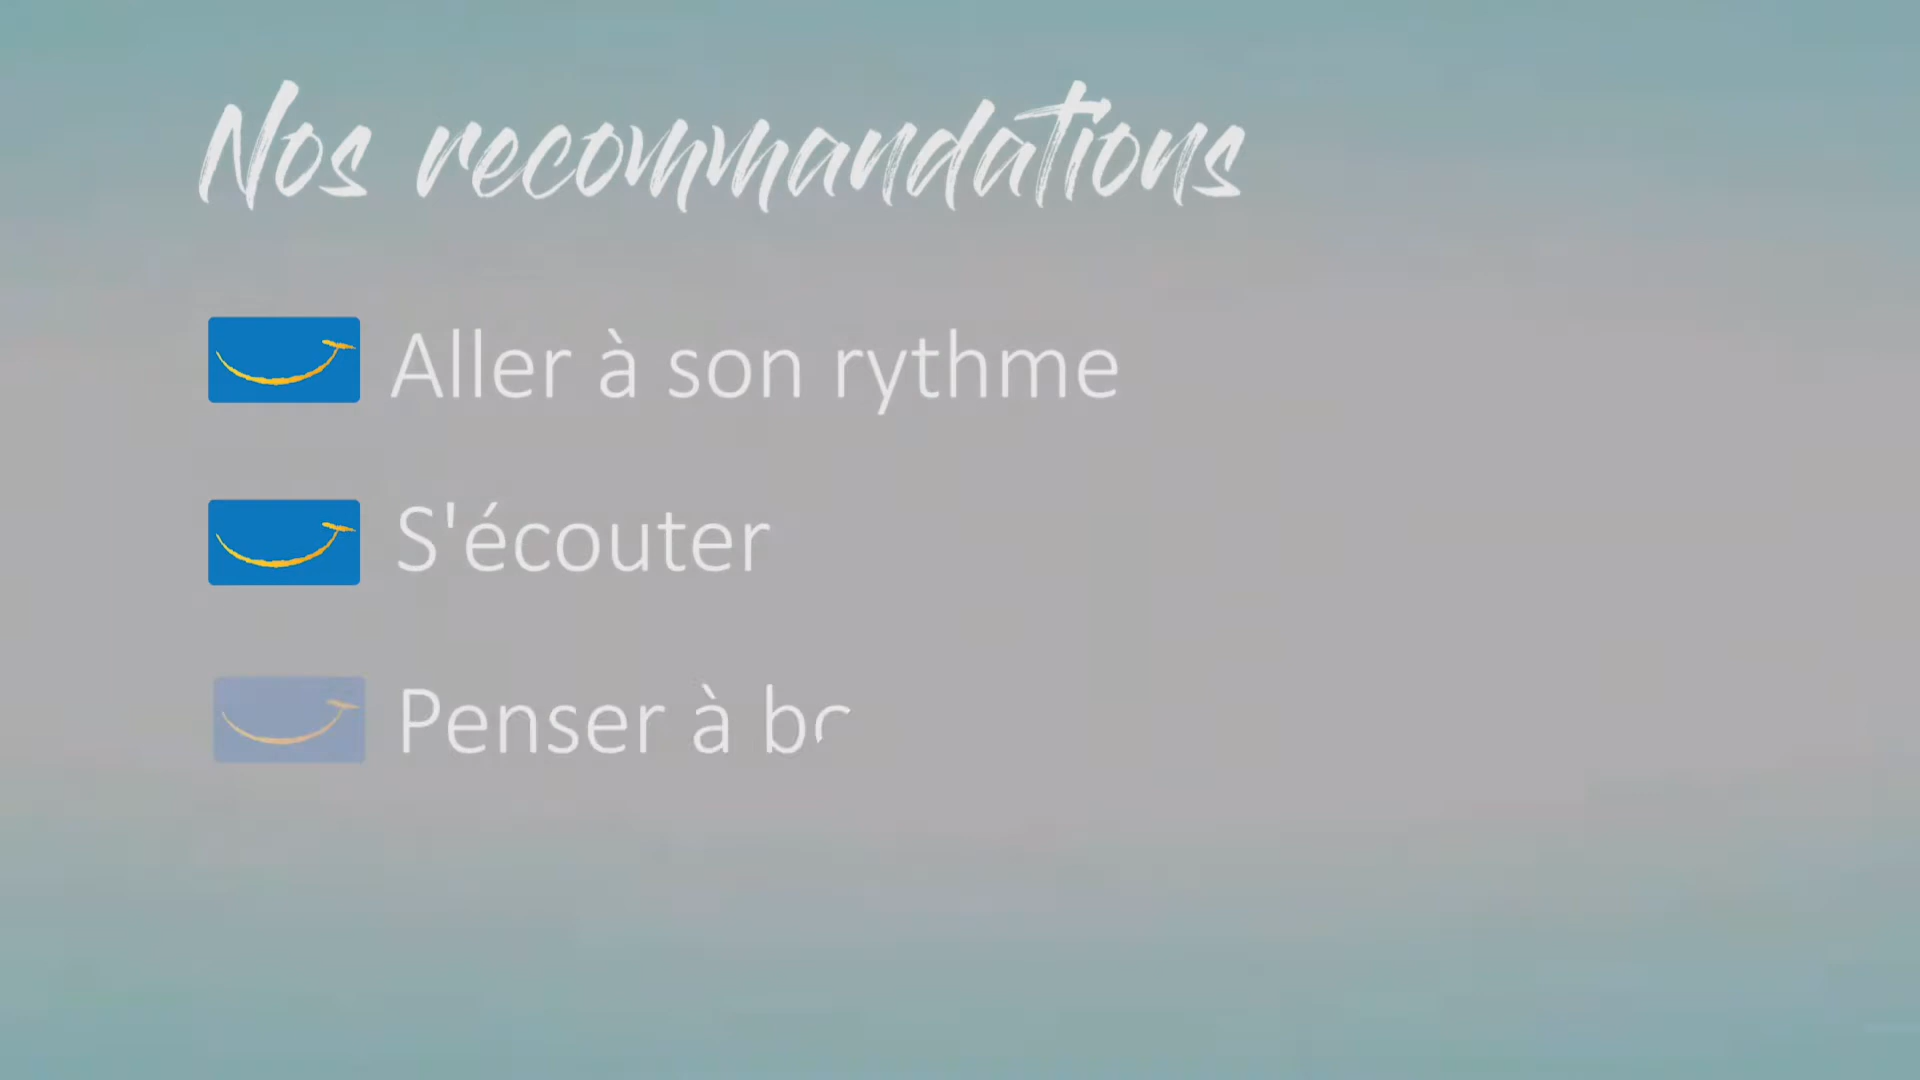 Nos recommandations
Aller à son rythme
S'écouter
Penser à